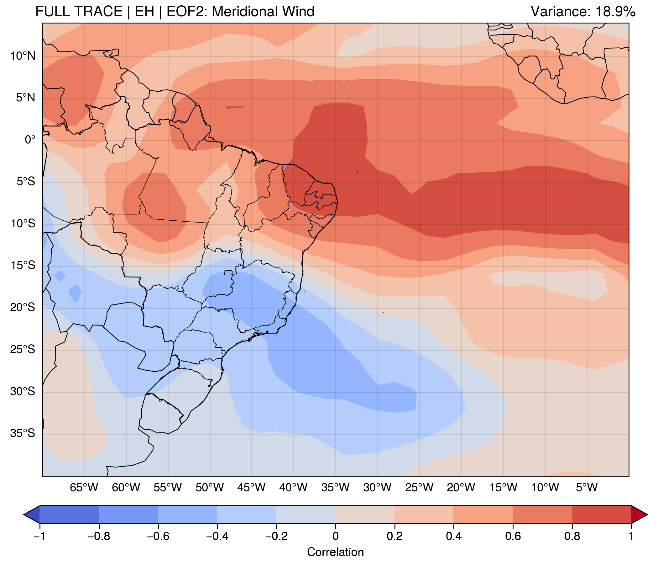 FULL TRACE | EH | EOF2: Meridional Wind Variance: 18.9%
10°N
5°N
0°
5°S
10°S
15°S
20°S
25°S
30°S
35°S
65°W 60°W 55°W 50°W 45°W 40°W 35°W 30°W 25°W 20°W 15°W 10°W 5°W
−1 −0.8 −0.6 −0.4 −0.2 0 0.2 0.4 0.6 0.8 1
Correlation